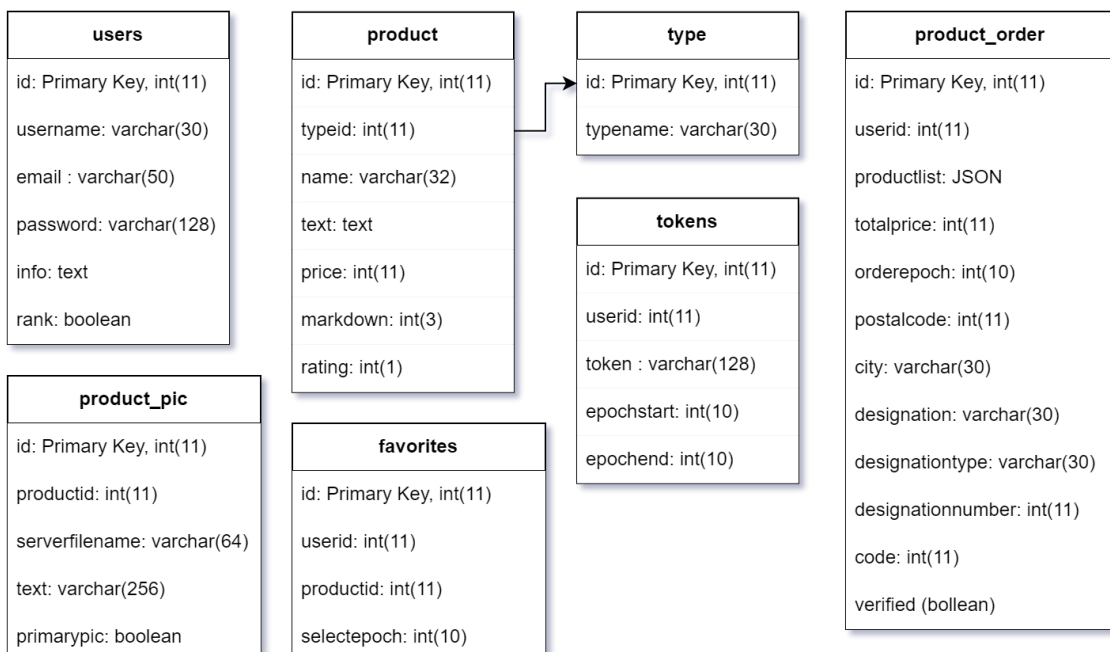 users
id: Primary Key, int(11)
username: varchar(30)
email : varchar(50)
password: varchar(128)
info: text
rank: boolean
product
id: Primary Key, int(11)
typeid: int(11)
name: varchar(32)
text: text
price: int(11)
markdown: int(3)
rating: int(1)
type
id: Primary Key, int(11)
typename: varchar(30)
product_order
id: Primary Key, int(11)
userid: int(11)
productlist: JSON
totalprice: int(11)
orderepoch: int(10)
postalcode: int(11)
city: varchar(30)
designation: varchar(30)
designationtype: varchar(30)
designationnumber: int(11)
code: int(11)
verified (bollean)
tokens
id: Primary Key, int(11)
userid: int(11)
token : varchar(128)
epochstart: int(10)
epochend: int(10)
product_pic
id: Primary Key, int(11)
productid: int(11)
serverfilename: varchar(64)
text: varchar(256)
primarypic: boolean
favorites
id: Primary Key, int(11)
userid: int(11)
productid: int(11)
selectepoch: int(10)